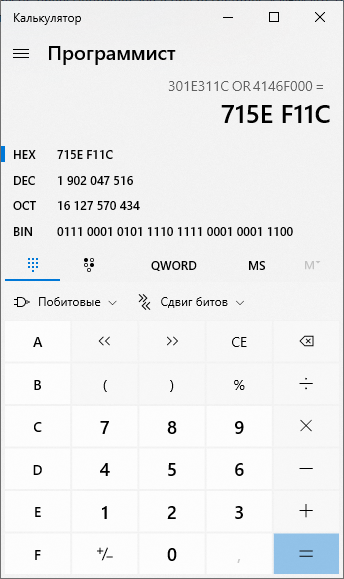 Калькулятор
Программист
301E311C OR 4146F000 =
715E F11C
HEX 715E F11C
DEC 1 902 047 516
OCT 16 127 570 434
BIN 0111 0001 0101 1110 1111 0001 0001 1100
QWORD MS M˅
Побитовые Сдвиг битов
A << >> CE
B ( ) % ÷
C 7 8 9 ×
D 4 5 6 −
E 1 2 3 +
F +/− 0 , =